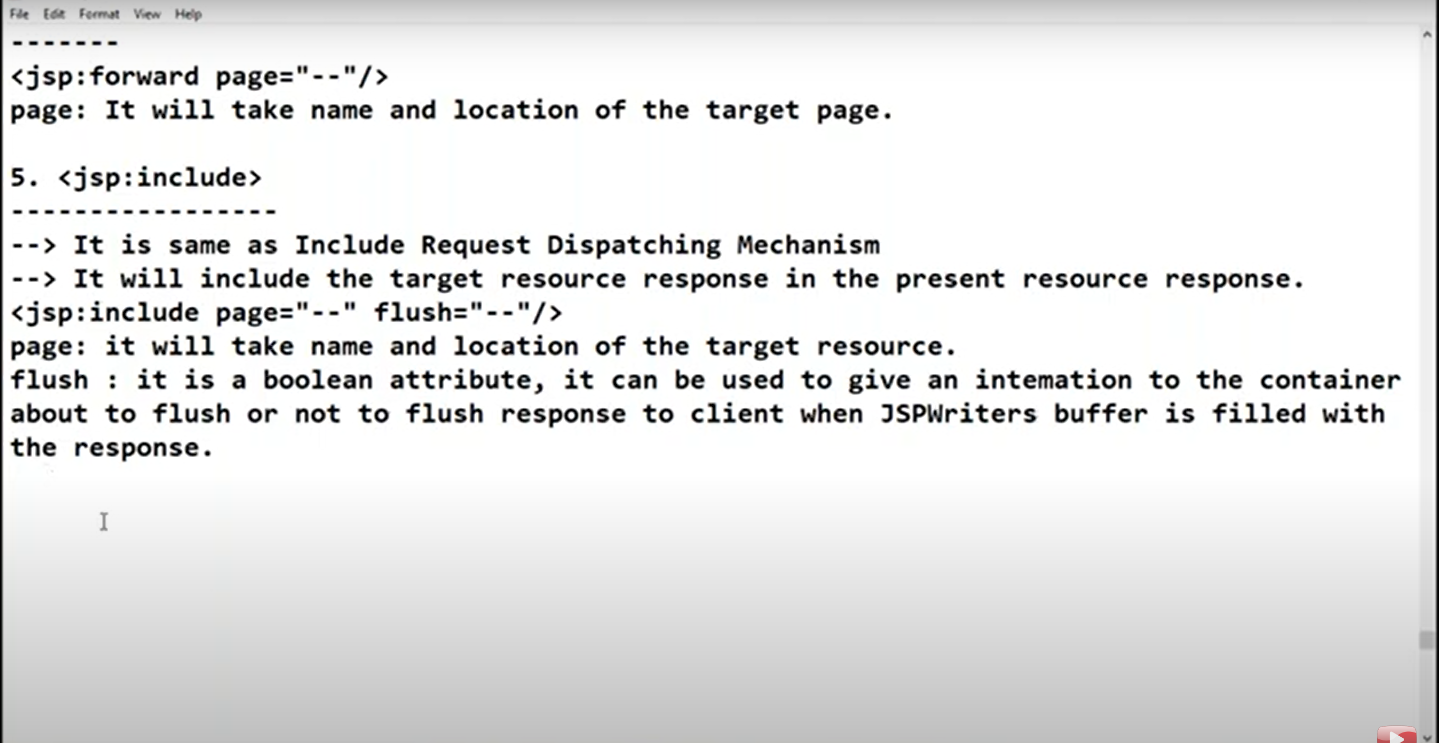 File Edit Format View Help
-------
<jsp:forward page="--"/>
page: It will take name and location of the target page.
5. <jsp:include>
-----------------
--> It is same as Include Request Dispatching Mechanism
--> It will include the target resource response in the present resource response.
<jsp:include page="--" flush="--"/>
page: it will take name and location of the target resource.
flush : it is a boolean attribute, it can be used to give an intemation to the container
about to flush or not to flush response to client when JSPWriters buffer is filled with
the response.